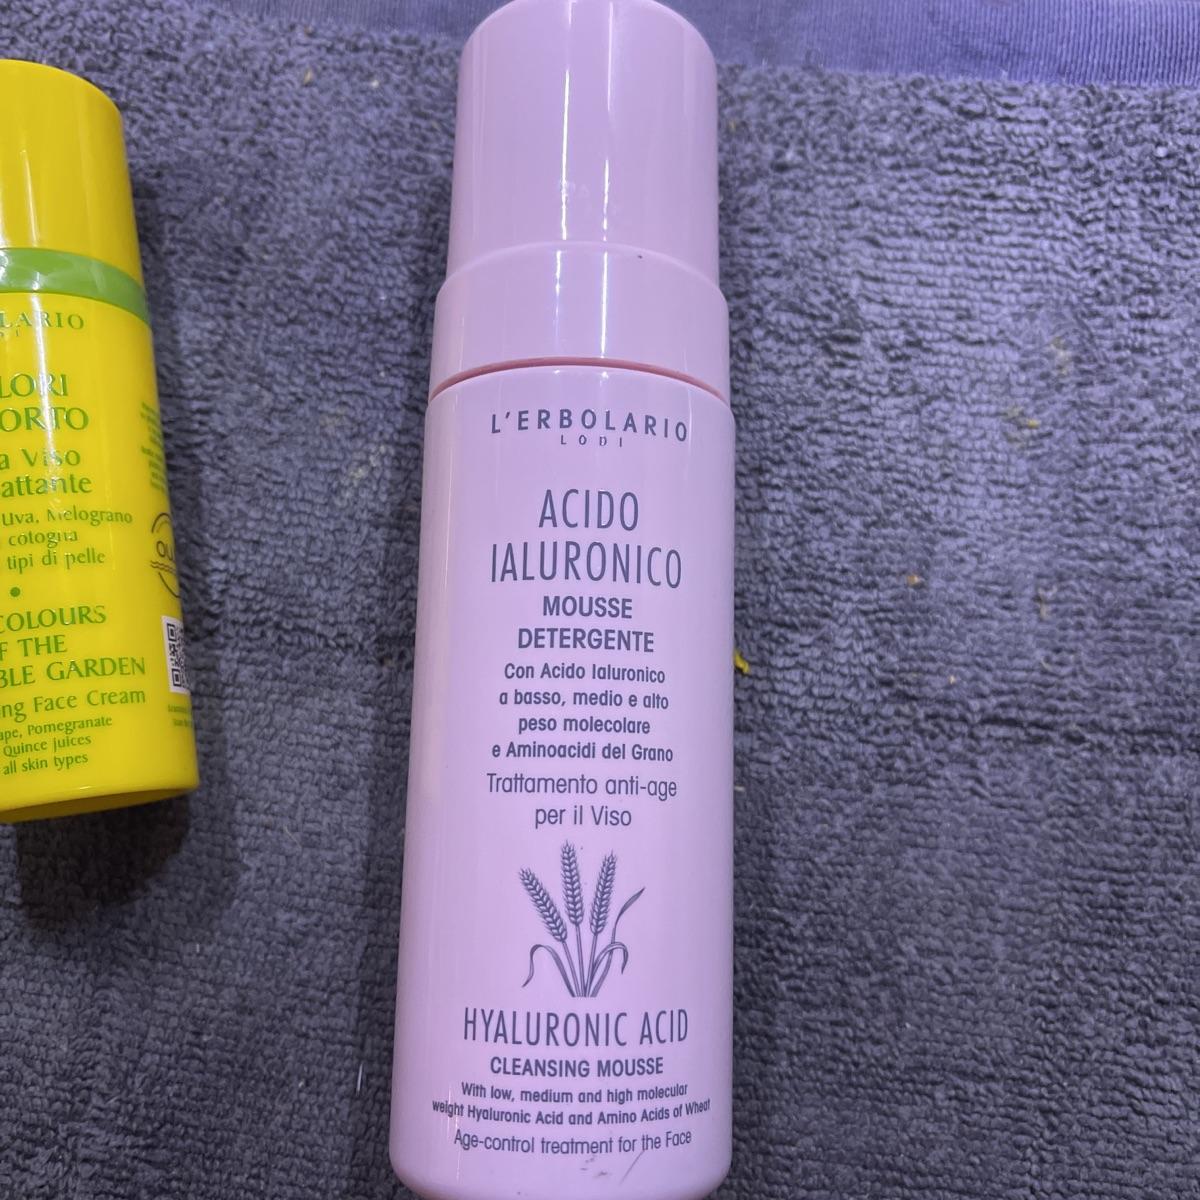 L'ERBOLARIO
LODI
ACIDO
IALURONICO
MOUSSE
DETERGENTE
Con Acido Ialuronico
a basso, medio e alto
peso molecolare
e Aminoacidi del Grano
Trattamento anti-age
per il Viso
HYALURONIC ACID
CLEANSING MOUSSE
With low, medium and high molecular
weight Hyaluronic Acid and Amino Acids of Wheat
Age-control treatment for the Face
LARIO
LORI
ORTO
a Viso
attante
Uva, Melograno
cotogna
tipi di pelle
COLOURS
F THE
BLE GARDEN
ng Face Cream
ape, Pomegranate
Quince juices
all skin types